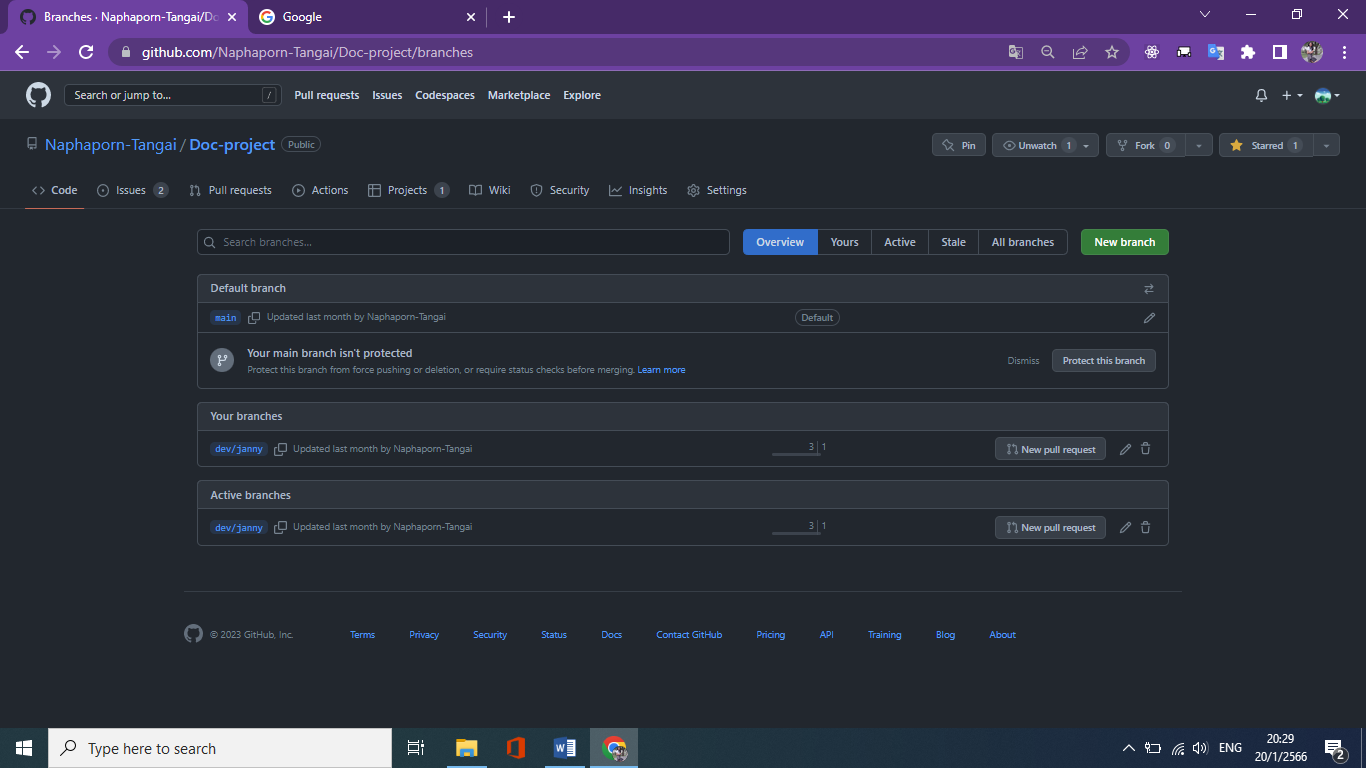 Branches · Naphaporn-Tangai/Do
Google
github.com/Naphaporn-Tangai/Doc-project/branches
Search or jump to... /
Pull requests Issues Codespaces Marketplace Explore
Naphaporn-Tangai / Doc-project Public
Pin Unwatch 1 Fork 0 Starred 1
Code Issues 2 Pull requests Actions Projects 1 Wiki Security Insights Settings
Search branches... Overview Yours Active Stale All branches New branch
Default branch
main Updated last month by Naphaporn-Tangai Default
Your main branch isn't protected
Protect this branch from force pushing or deletion, or require status checks before merging. Learn more
Dismiss Protect this branch
Your branches
dev/janny Updated last month by Naphaporn-Tangai 3 1 New pull request
Active branches
dev/janny Updated last month by Naphaporn-Tangai 3 1 New pull request
© 2023 GitHub, Inc. Terms Privacy Security Status Docs Contact GitHub Pricing API Training Blog About
Type here to search
ENG
20:29
20/1/2566
2